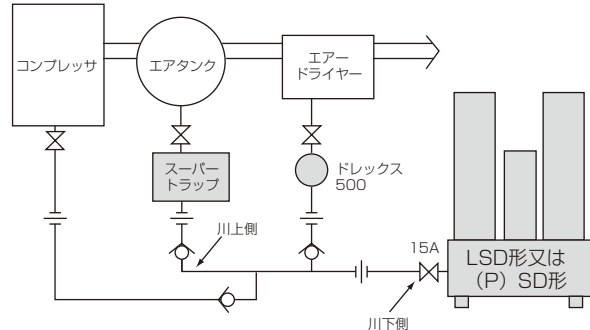 コンプレッサ
エアタンク
エアー
ドライヤー
スーパー
トラップ
ドレックス
500
川上側
15A
LSD形又は
(P) SD形
川下側